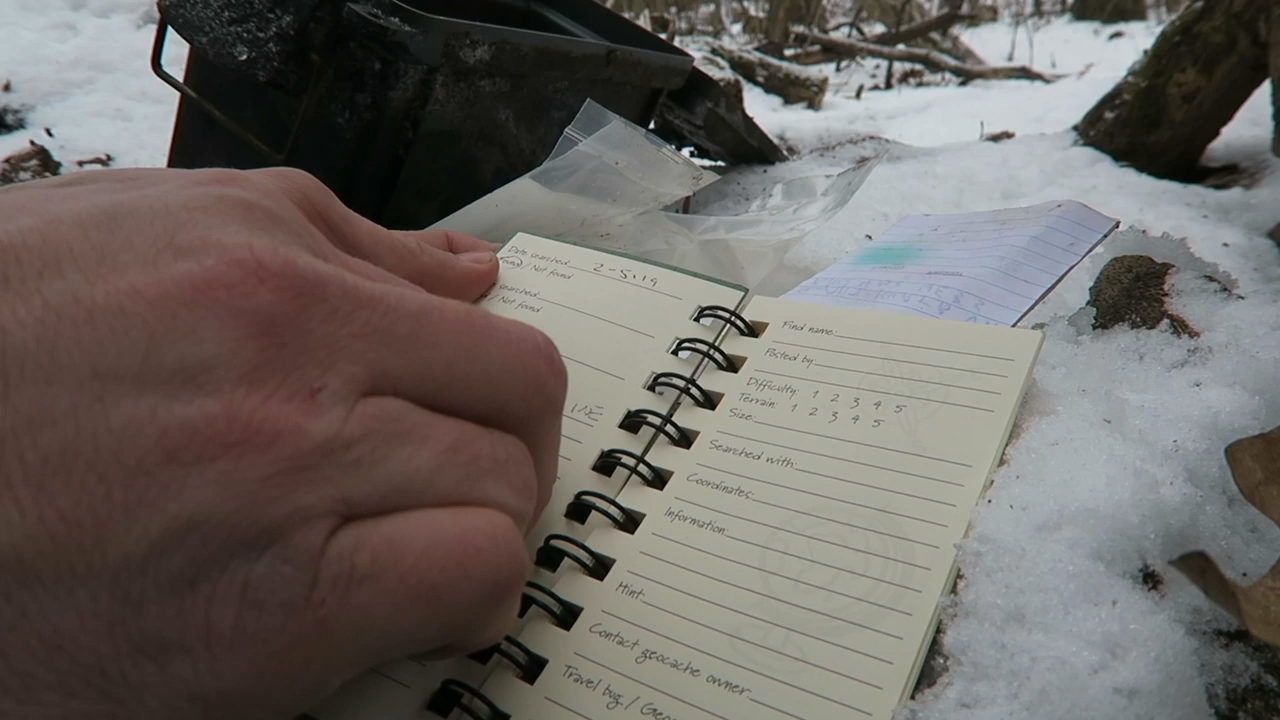 Date searched 2-5-19
Found / Not found
searched
/ Not found
Find name:
Posted by:
Difficulty: 1 2 3 4 5
Terrain: 1 2 3 4 5
Size:
Searched with:
Coordinates:
Information:
Hint:
Contact geocache owner
Travel bug /